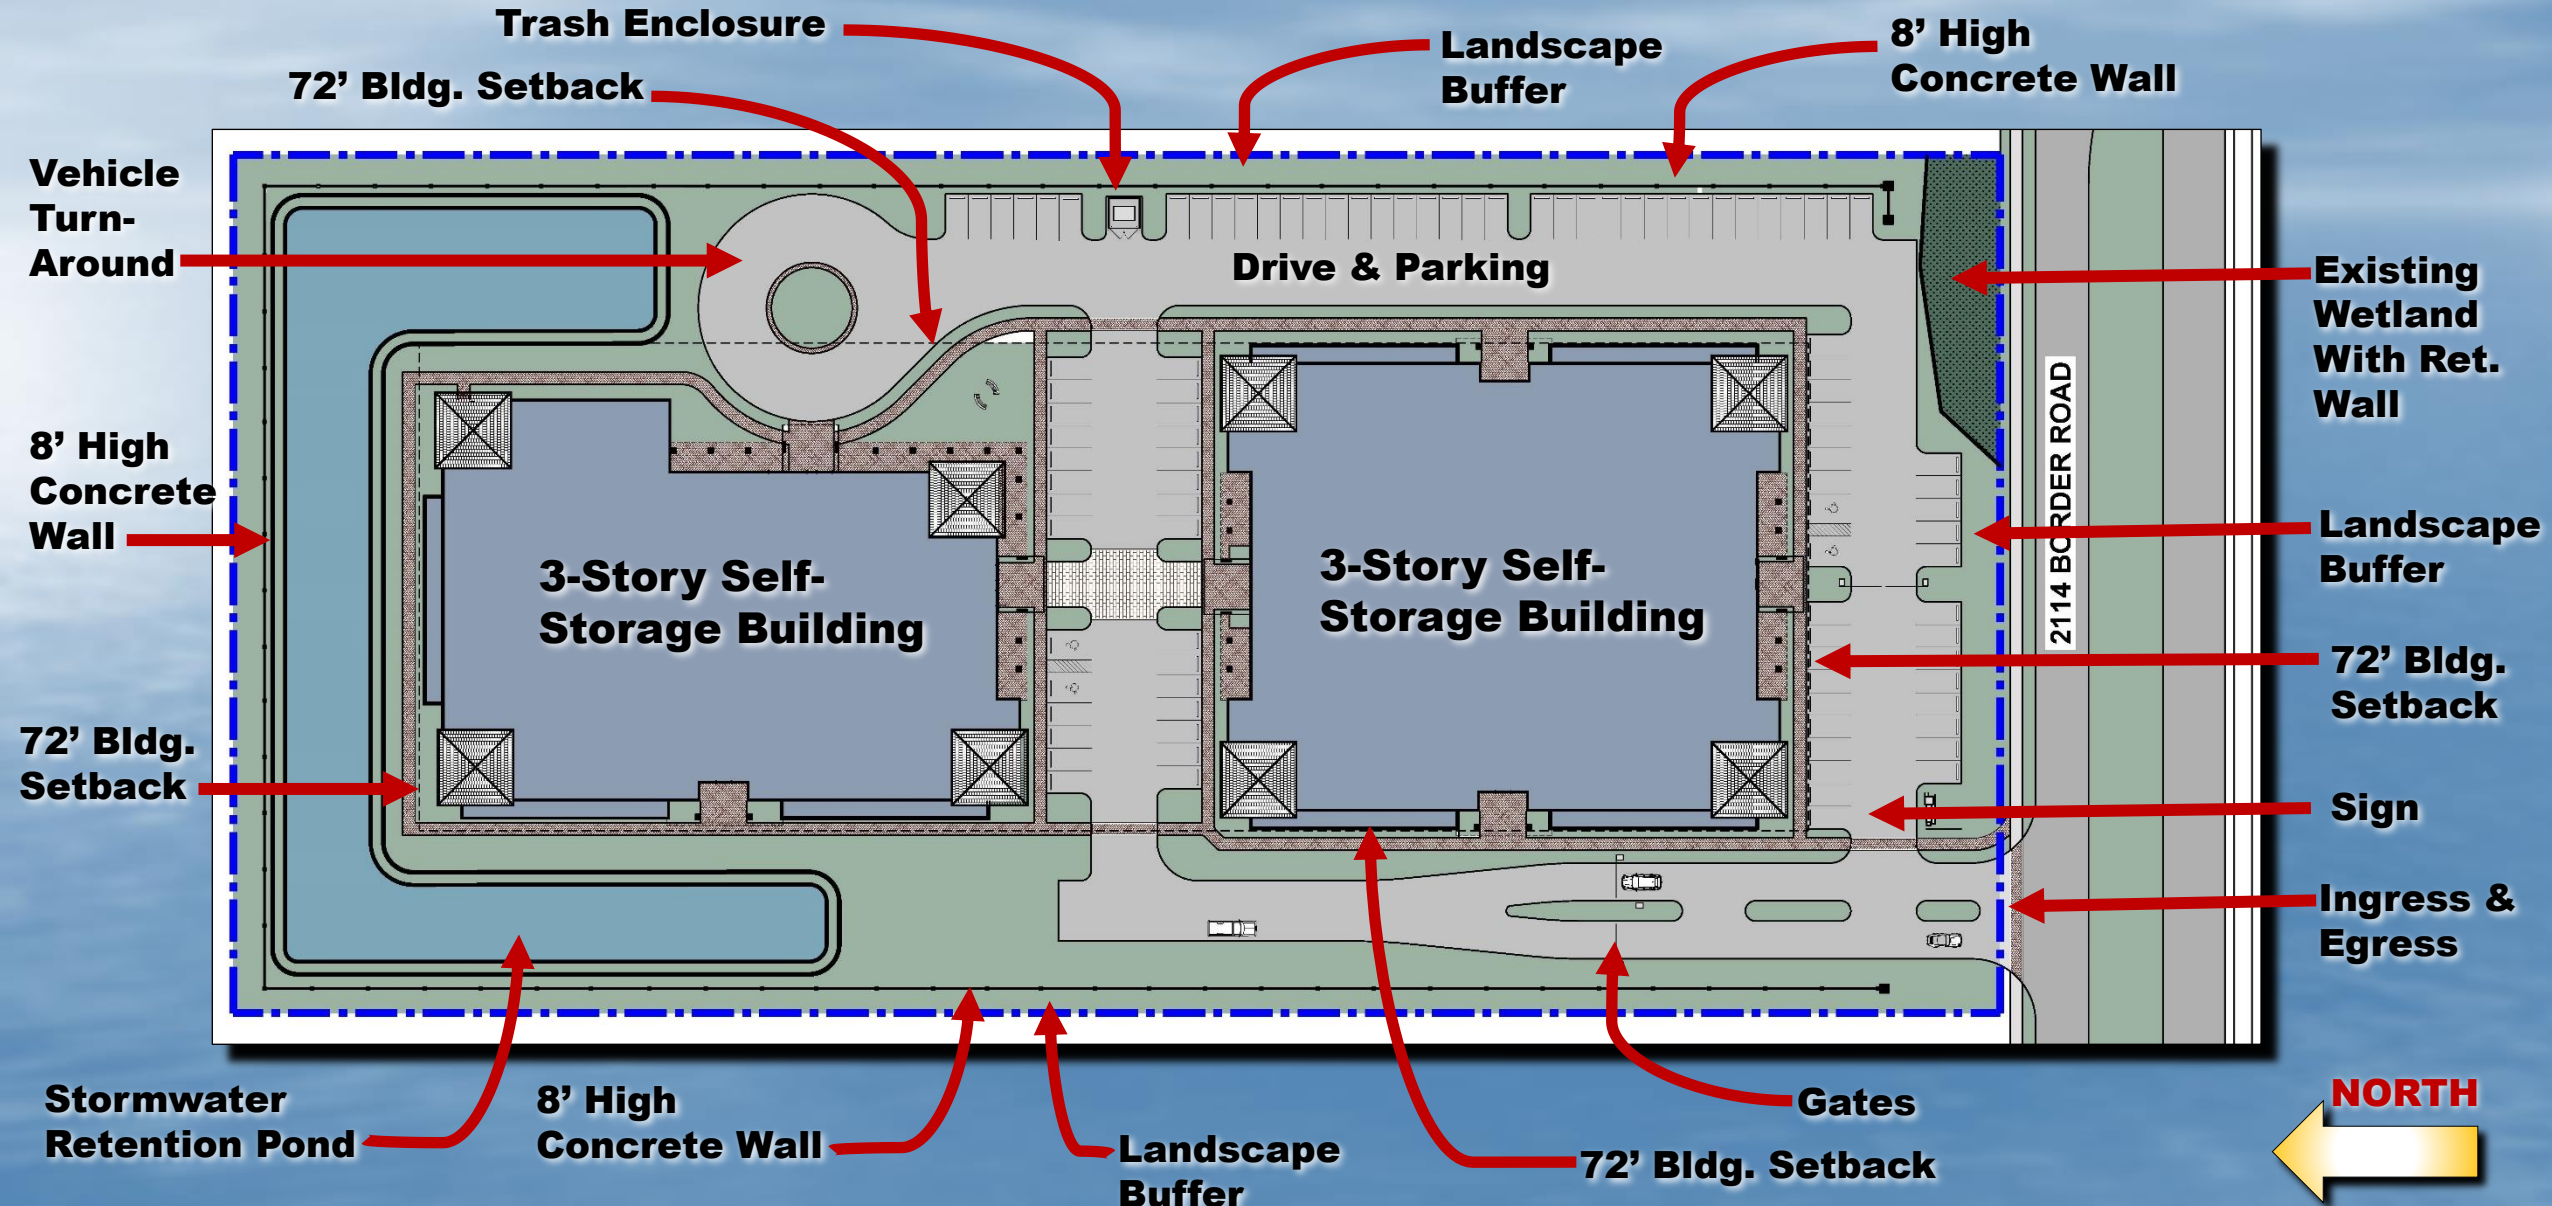 Trash Enclosure
72’ Bldg. Setback
Landscape
Buffer
8’ High
Concrete Wall
Vehicle
Turn-
Around
Drive & Parking
Existing
Wetland
With Ret.
Wall
2114 BORDER ROAD
8’ High
Concrete
Wall
3-Story Self-
Storage Building
3-Story Self-
Storage Building
Landscape
Buffer
72’ Bldg.
Setback
72’ Bldg.
Setback
Sign
Ingress &
Egress
Stormwater
Retention Pond
8’ High
Concrete Wall
Landscape
Buffer
Gates
72’ Bldg. Setback
NORTH